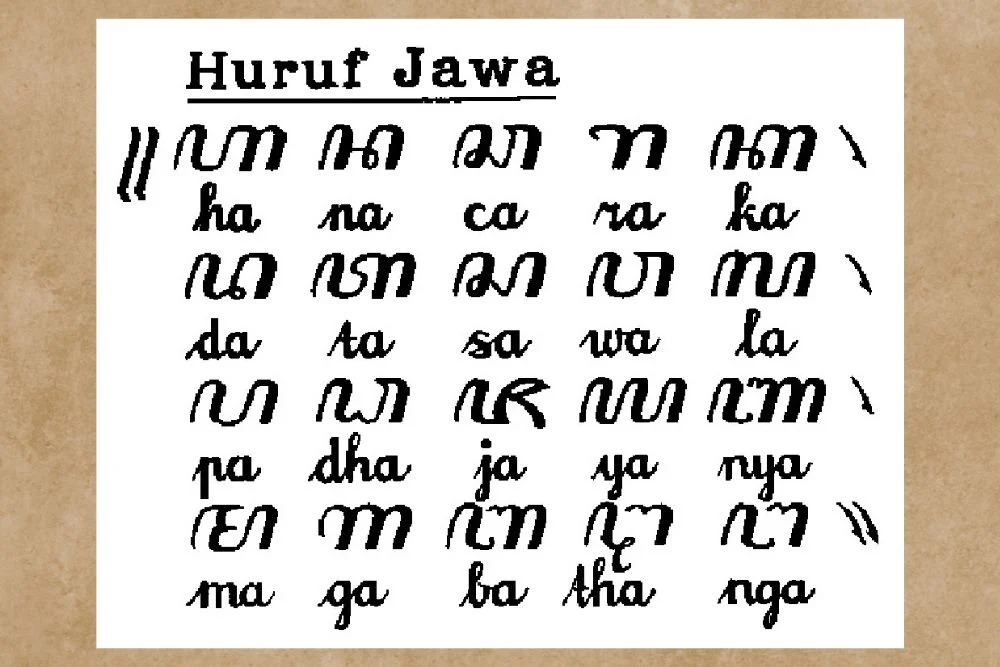 Huruf Jawa
꧋ ꦲ ꦤ ꦕ ꦫ ꦏ ꧈
ha na ca ra ka
ꦢ ꦠ ꦱ ꦮ ꦭ ꧈
da ta sa wa la
ꦥ ꦝ ꦗ ꦪ ꦚ ꧈
pa dha ja ya nya
ꦩ ꦒ ꦧ ꦛ ꦔ ꧉
ma ga ba tha nga